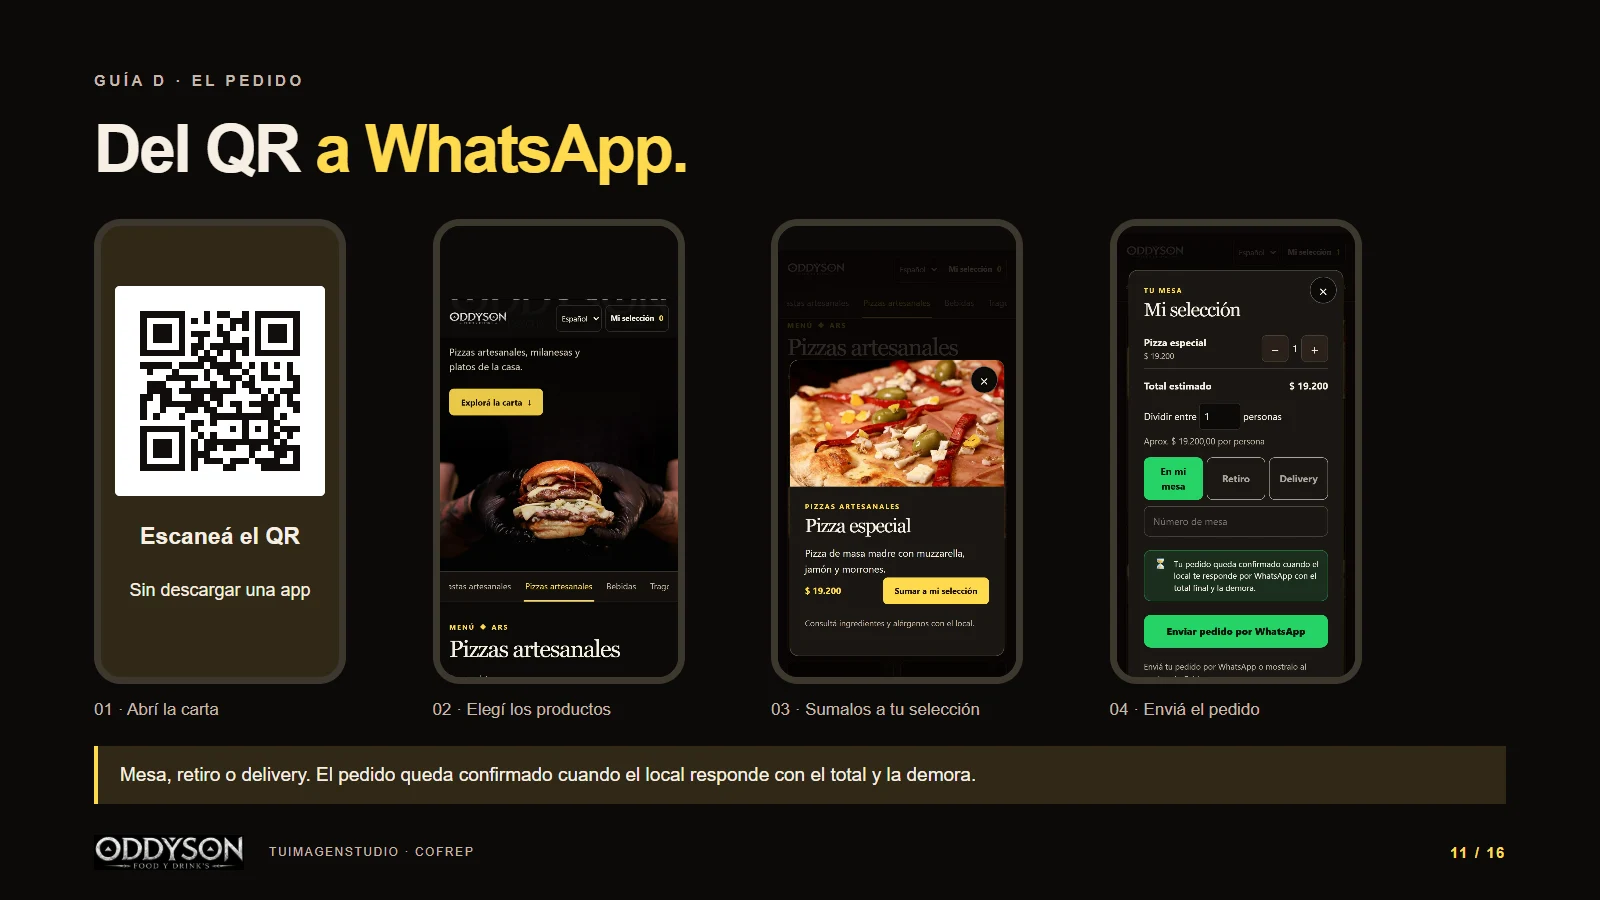 GUÍA D · EL PEDIDO
Del QR a WhatsApp.
Escaneá el QR
Sin descargar una app
01 · Abrí la carta
ODDYSON
Español
Mi selección 0
Pizzas artesanales, milanesas y
platos de la casa.
Explorá la carta ↓
stas artesanales Pizzas artesanales Bebidas Trago
MENÚ ◆ ARS
Pizzas artesanales
02 · Elegí los productos
ODDYSON
Español
Mi selección 0
stas artesanales Pizzas artesanales Bebidas Trag
MENÚ ◆ ARS
Pizzas artesanales
×
PIZZAS ARTESANALES
Pizza especial
Pizza de masa madre con muzzarella,
jamón y morrones.
$ 19.200
Sumar a mi selección
Consultá ingredientes y alérgenos con el local.
03 · Sumalos a tu selección
ODDYSON
Español
Mi selección 1
×
TU MESA
Mi selección
Pizza especial
$ 19.200
− 1 +
Total estimado $ 19.200
Dividir entre 1 personas
Aprox. $ 19.200,00 por persona
En mi
mesa
Retiro
Delivery
Número de mesa
Tu pedido queda confirmado cuando el
local te responde por WhatsApp con el
total final y la demora.
Enviar pedido por WhatsApp
Enviá tu pedido por WhatsApp o mostralo al
04 · Enviá el pedido
Mesa, retiro o delivery. El pedido queda confirmado cuando el local responde con el total y la demora.
ODDYSON
FOOD Y DRINK'S
TUIMAGENSTUDIO · COFREP
11 / 16